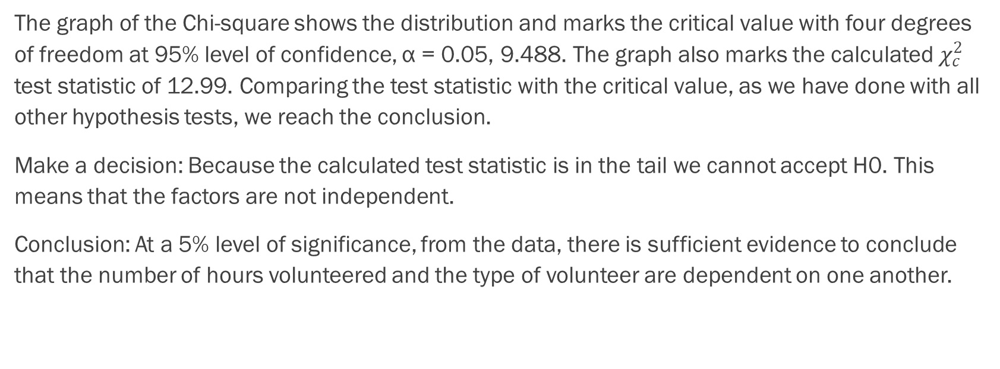 The graph of the Chi-square shows the distribution and marks the critical value with four degrees
of freedom at 95% level of confidence, α = 0.05, 9.488. The graph also marks the calculated χ²c
test statistic of 12.99. Comparing the test statistic with the critical value, as we have done with all
other hypothesis tests, we reach the conclusion.
Make a decision: Because the calculated test statistic is in the tail we cannot accept H0. This
means that the factors are not independent.
Conclusion: At a 5% level of significance, from the data, there is sufficient evidence to conclude
that the number of hours volunteered and the type of volunteer are dependent on one another.